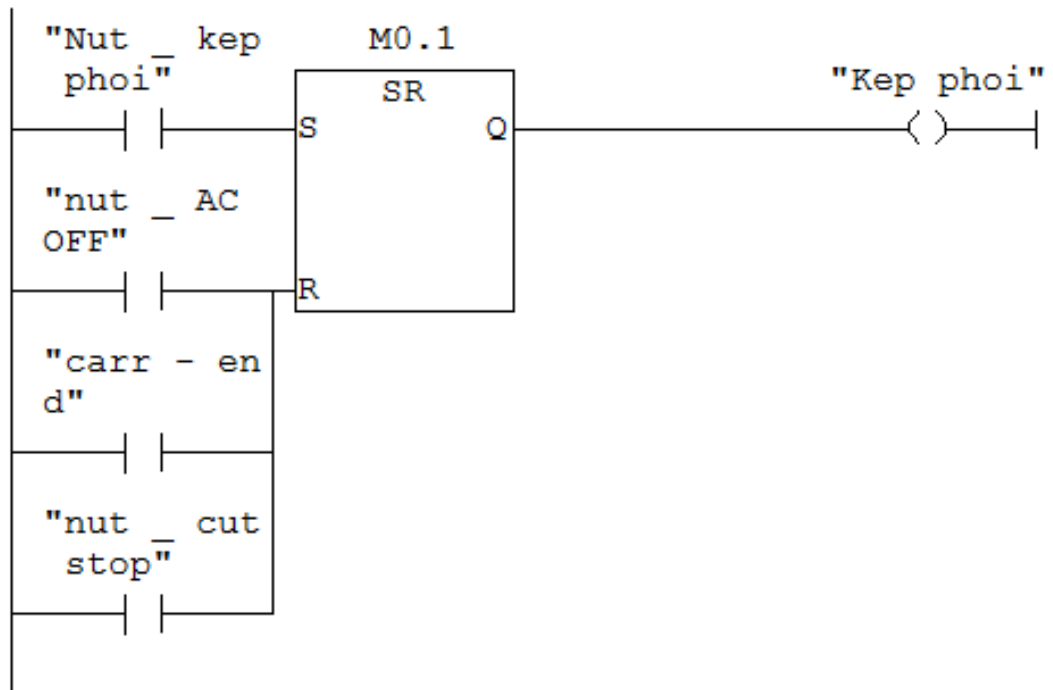 "Nut _ kep
phoi"
M0.1
SR
S
Q
"Kep phoi"
"nut _ AC
OFF"
R
"carr - en
d"
"nut _ cut
stop"